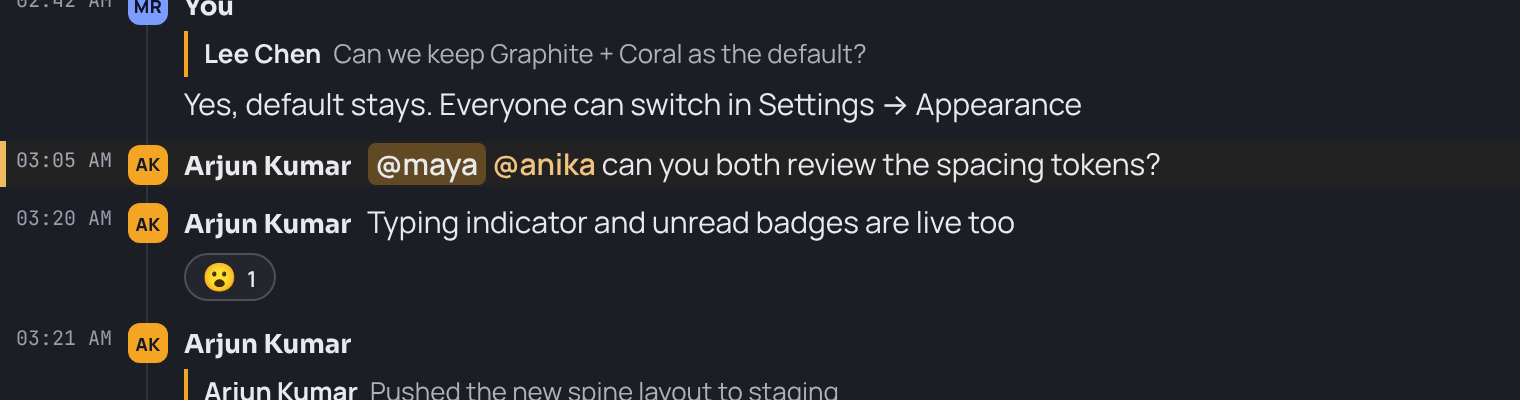 02:42 AM MR You
Lee Chen Can we keep Graphite + Coral as the default?
Yes, default stays. Everyone can switch in Settings → Appearance
03:05 AM AK Arjun Kumar @maya @anika can you both review the spacing tokens?
03:20 AM AK Arjun Kumar Typing indicator and unread badges are live too
😮 1
03:21 AM AK Arjun Kumar
Arjun Kumar Pushed the new spine layout to staging